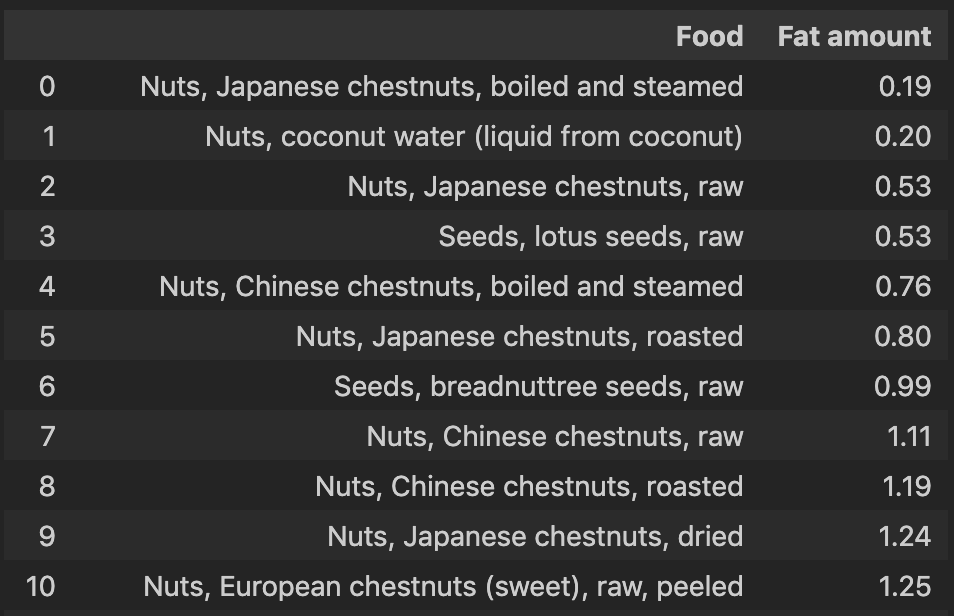 Food Fat amount
0 Nuts, Japanese chestnuts, boiled and steamed 0.19
1 Nuts, coconut water (liquid from coconut) 0.20
2 Nuts, Japanese chestnuts, raw 0.53
3 Seeds, lotus seeds, raw 0.53
4 Nuts, Chinese chestnuts, boiled and steamed 0.76
5 Nuts, Japanese chestnuts, roasted 0.80
6 Seeds, breadnuttree seeds, raw 0.99
7 Nuts, Chinese chestnuts, raw 1.11
8 Nuts, Chinese chestnuts, roasted 1.19
9 Nuts, Japanese chestnuts, dried 1.24
10 Nuts, European chestnuts (sweet), raw, peeled 1.25